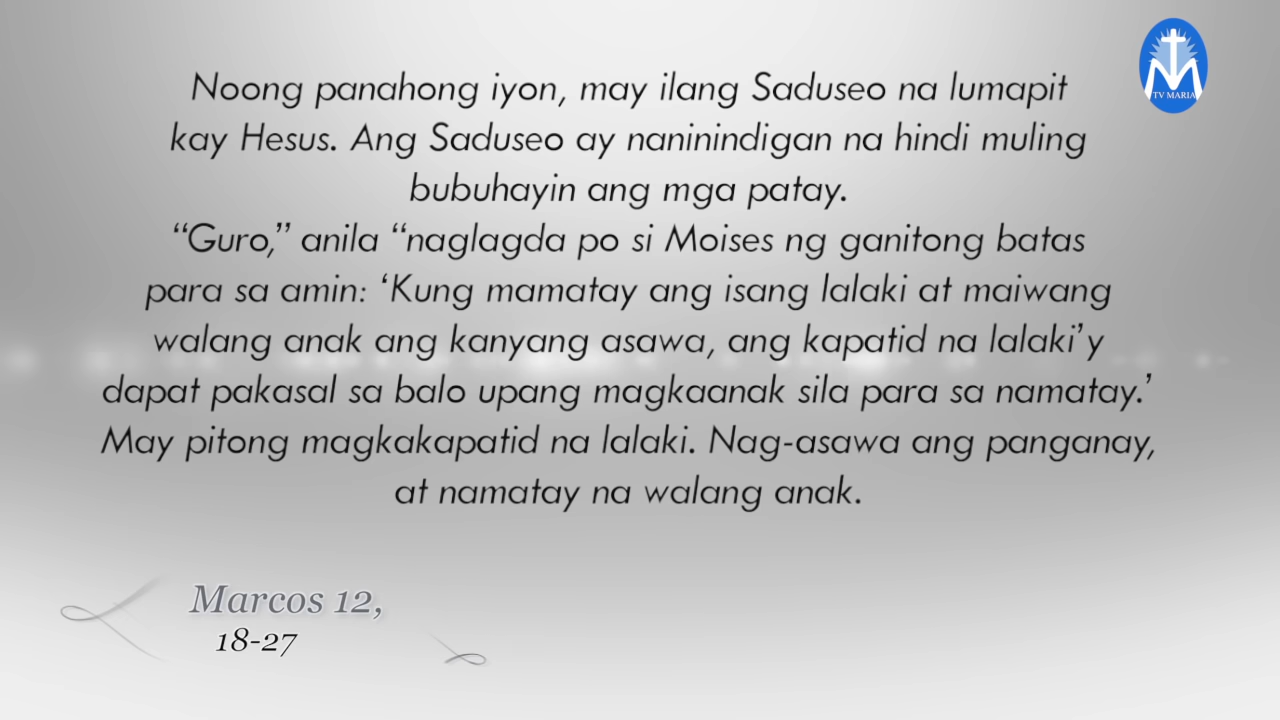 Noong panahong iyon, may ilang Saduseo na lumapit
kay Hesus. Ang Saduseo ay naninindigan na hindi muling
bubuhayin ang mga patay.
“Guro,” anila “naglagda po si Moises ng ganitong batas
para sa amin: ‘Kung mamatay ang isang lalaki at maiwang
walang anak ang kanyang asawa, ang kapatid na lalaki’y
dapat pakasal sa balo upang magkaanak sila para sa namatay.’
May pitong magkakapatid na lalaki. Nag-asawa ang panganay,
at namatay na walang anak.
Marcos 12,
18-27
TV MARIA